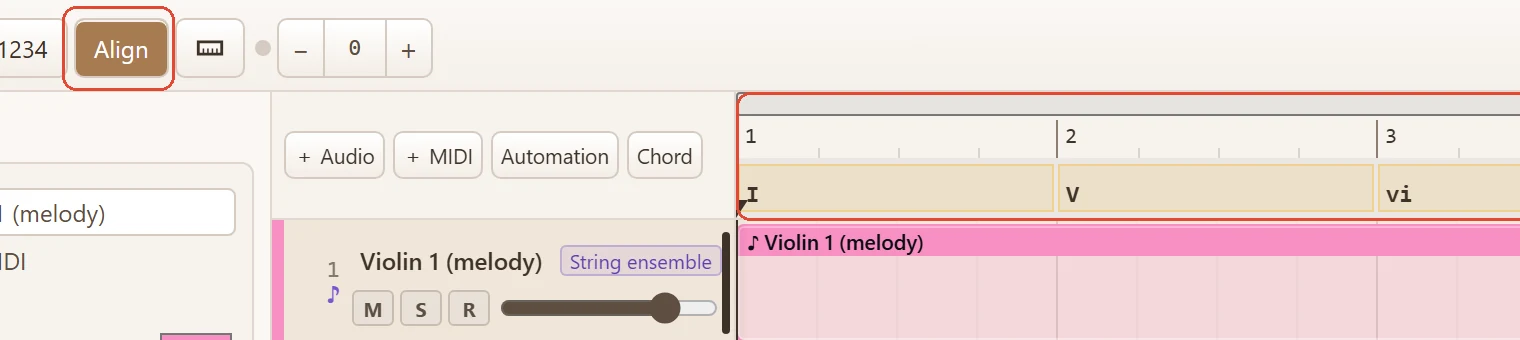 1234 Align − 0 +
+ Audio + MIDI Automation Chord
1 2 3
I V vi
(melody)
Violin 1 (melody)
1 Violin 1 (melody) String ensemble
M S R